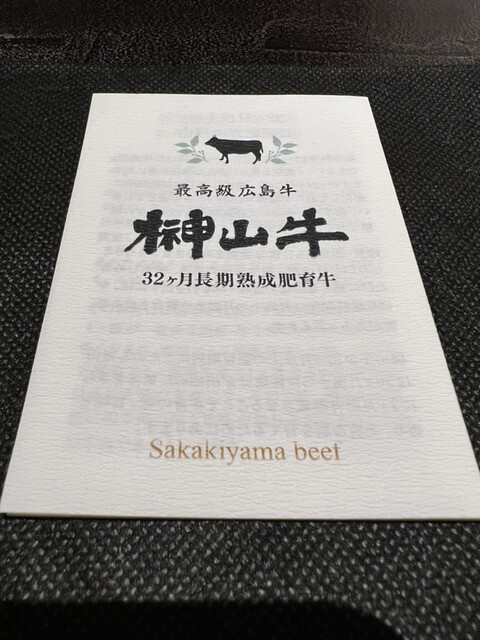 最高級広島牛
榊山牛
32ヶ月長期熟成肥育牛
Sakakiyama beef